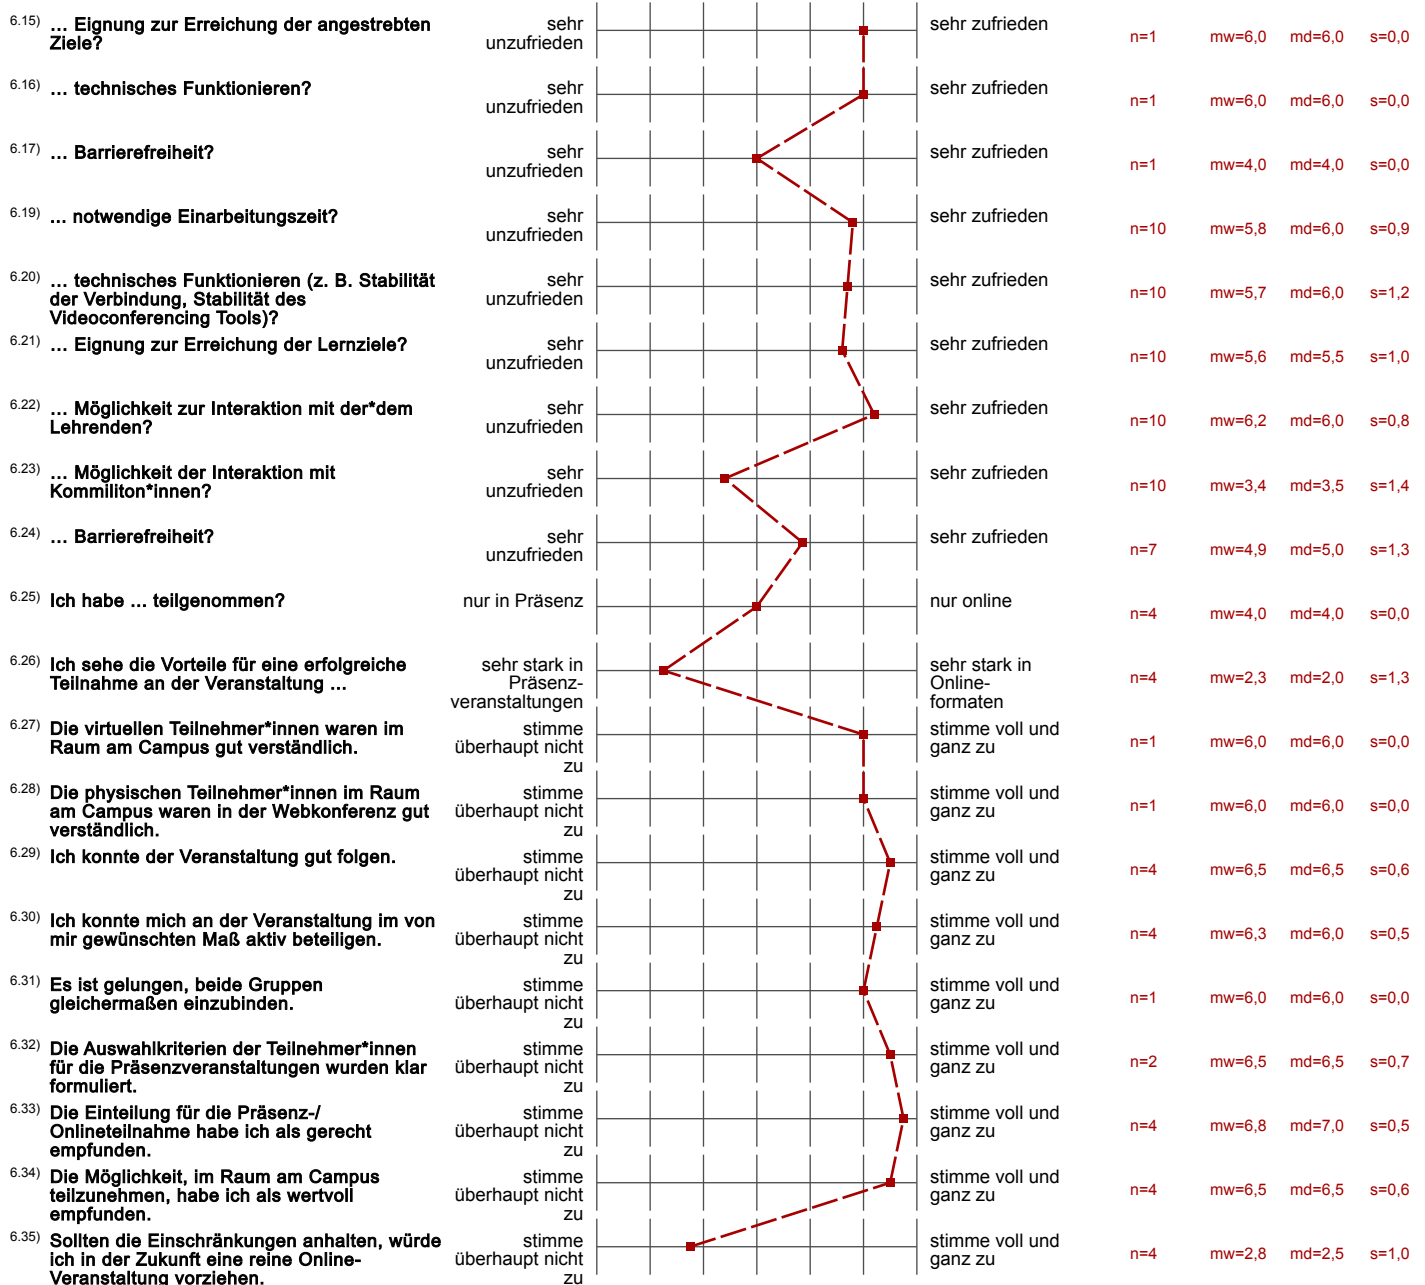 6.15) ... Eignung zur Erreichung der angestrebten
Ziele?
sehr
unzufrieden
sehr zufrieden
n=1 mw=6,0 md=6,0 s=0,0
6.16) ... technisches Funktionieren?
sehr
unzufrieden
sehr zufrieden
n=1 mw=6,0 md=6,0 s=0,0
6.17) ... Barrierefreiheit?
sehr
unzufrieden
sehr zufrieden
n=1 mw=4,0 md=4,0 s=0,0
6.19) ... notwendige Einarbeitungszeit?
sehr
unzufrieden
sehr zufrieden
n=10 mw=5,8 md=6,0 s=0,9
6.20) ... technisches Funktionieren (z. B. Stabilität
der Verbindung, Stabilität des
Videoconferencing Tools)?
sehr
unzufrieden
sehr zufrieden
n=10 mw=5,7 md=6,0 s=1,2
6.21) ... Eignung zur Erreichung der Lernziele?
sehr
unzufrieden
sehr zufrieden
n=10 mw=5,6 md=5,5 s=1,0
6.22) ... Möglichkeit zur Interaktion mit der*dem
Lehrenden?
sehr
unzufrieden
sehr zufrieden
n=10 mw=6,2 md=6,0 s=0,8
6.23) ... Möglichkeit der Interaktion mit
Kommiliton*innen?
sehr
unzufrieden
sehr zufrieden
n=10 mw=3,4 md=3,5 s=1,4
6.24) ... Barrierefreiheit?
sehr
unzufrieden
sehr zufrieden
n=7 mw=4,9 md=5,0 s=1,3
6.25) Ich habe ... teilgenommen?
nur in Präsenz
nur online
n=4 mw=4,0 md=4,0 s=0,0
6.26) Ich sehe die Vorteile für eine erfolgreiche
Teilnahme an der Veranstaltung ...
sehr stark in
Präsenz-
veranstaltungen
sehr stark in
Online-
formaten
n=4 mw=2,3 md=2,0 s=1,3
6.27) Die virtuellen Teilnehmer*innen waren im
Raum am Campus gut verständlich.
stimme
überhaupt nicht
zu
stimme voll und
ganz zu
n=1 mw=6,0 md=6,0 s=0,0
6.28) Die physischen Teilnehmer*innen im Raum
am Campus waren in der Webkonferenz gut
verständlich.
stimme
überhaupt nicht
zu
stimme voll und
ganz zu
n=1 mw=6,0 md=6,0 s=0,0
6.29) Ich konnte der Veranstaltung gut folgen.
stimme
überhaupt nicht
zu
stimme voll und
ganz zu
n=4 mw=6,5 md=6,5 s=0,6
6.30) Ich konnte mich an der Veranstaltung im von
mir gewünschten Maß aktiv beteiligen.
stimme
überhaupt nicht
zu
stimme voll und
ganz zu
n=4 mw=6,3 md=6,0 s=0,5
6.31) Es ist gelungen, beide Gruppen
gleichermaßen einzubinden.
stimme
überhaupt nicht
zu
stimme voll und
ganz zu
n=1 mw=6,0 md=6,0 s=0,0
6.32) Die Auswahlkriterien der Teilnehmer*innen
für die Präsenzveranstaltungen wurden klar
formuliert.
stimme
überhaupt nicht
zu
stimme voll und
ganz zu
n=2 mw=6,5 md=6,5 s=0,7
6.33) Die Einteilung für die Präsenz-/
Onlineteilnahme habe ich als gerecht
empfunden.
stimme
überhaupt nicht
zu
stimme voll und
ganz zu
n=4 mw=6,8 md=7,0 s=0,5
6.34) Die Möglichkeit, im Raum am Campus
teilzunehmen, habe ich als wertvoll
empfunden.
stimme
überhaupt nicht
zu
stimme voll und
ganz zu
n=4 mw=6,5 md=6,5 s=0,6
6.35) Sollten die Einschränkungen anhalten, würde
ich in der Zukunft eine reine Online-
Veranstaltung vorziehen.
stimme
überhaupt nicht
zu
stimme voll und
ganz zu
n=4 mw=2,8 md=2,5 s=1,0